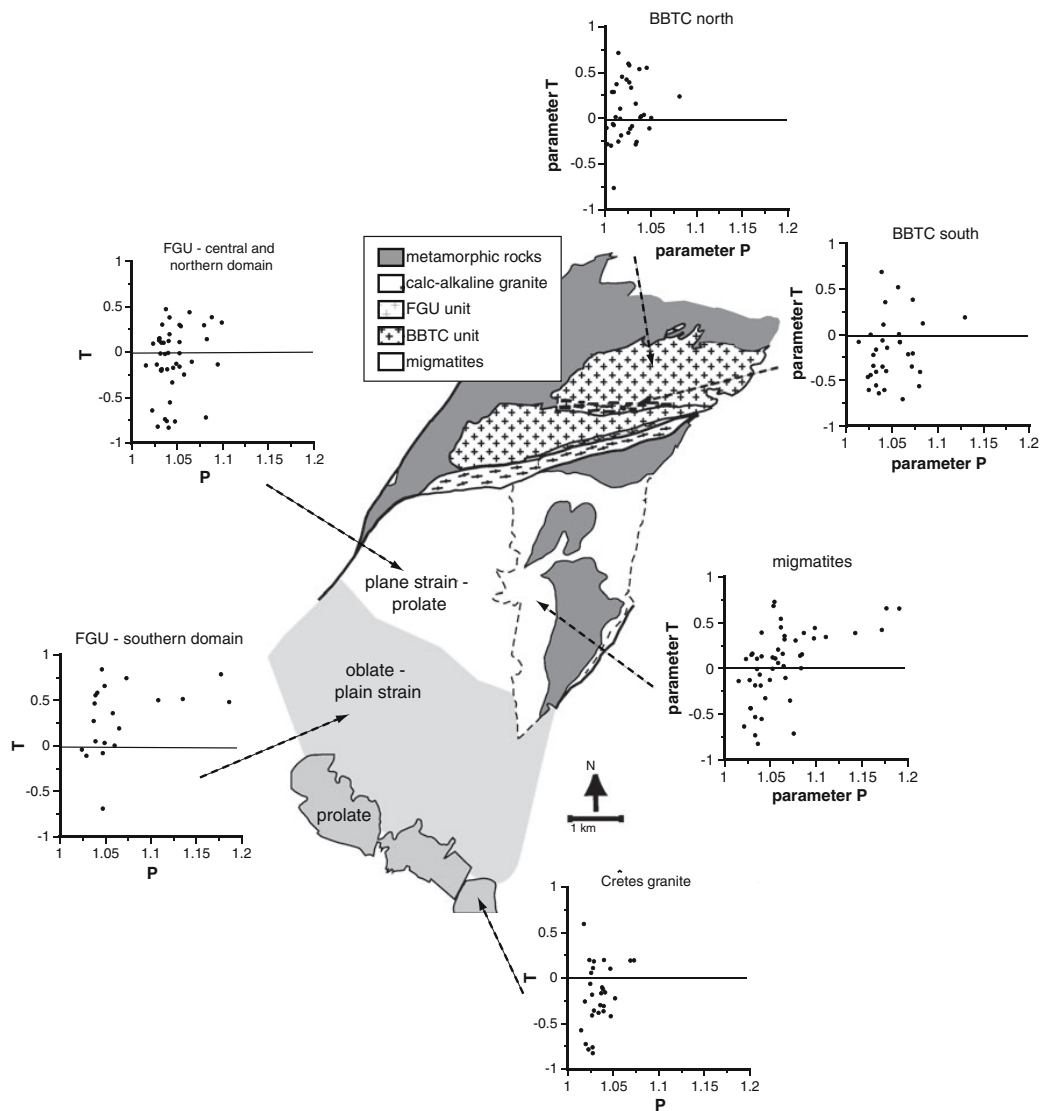 BBTC north
1
0.5
0
-0.5
-1
parameter T
1
1.05
1.1
1.15
1.2
parameter P
BBTC south
1
0.5
0
-0.5
-1
parameter T
1
1.05
1.1
1.15
1.2
parameter P
FGU - central and
northern domain
1
0.5
0
-0.5
-1
T
1
1.05
1.1
1.15
1.2
P
metamorphic rocks
calc-alkaline granite
FGU unit
BBTC unit
migmatites
plane strain -
prolate
migmatites
1
0.5
0
-0.5
-1
parameter T
1
1.05
1.1
1.15
1.2
parameter P
FGU - southern domain
1
0.5
0
-0.5
-1
T
1
1.05
1.1
1.15
1.2
P
oblate -
plain strain
prolate
N
1 km
Crètes granite
1
0.5
0
-0.5
-1
T
1
1.05
1.1
1.15
1.2
P